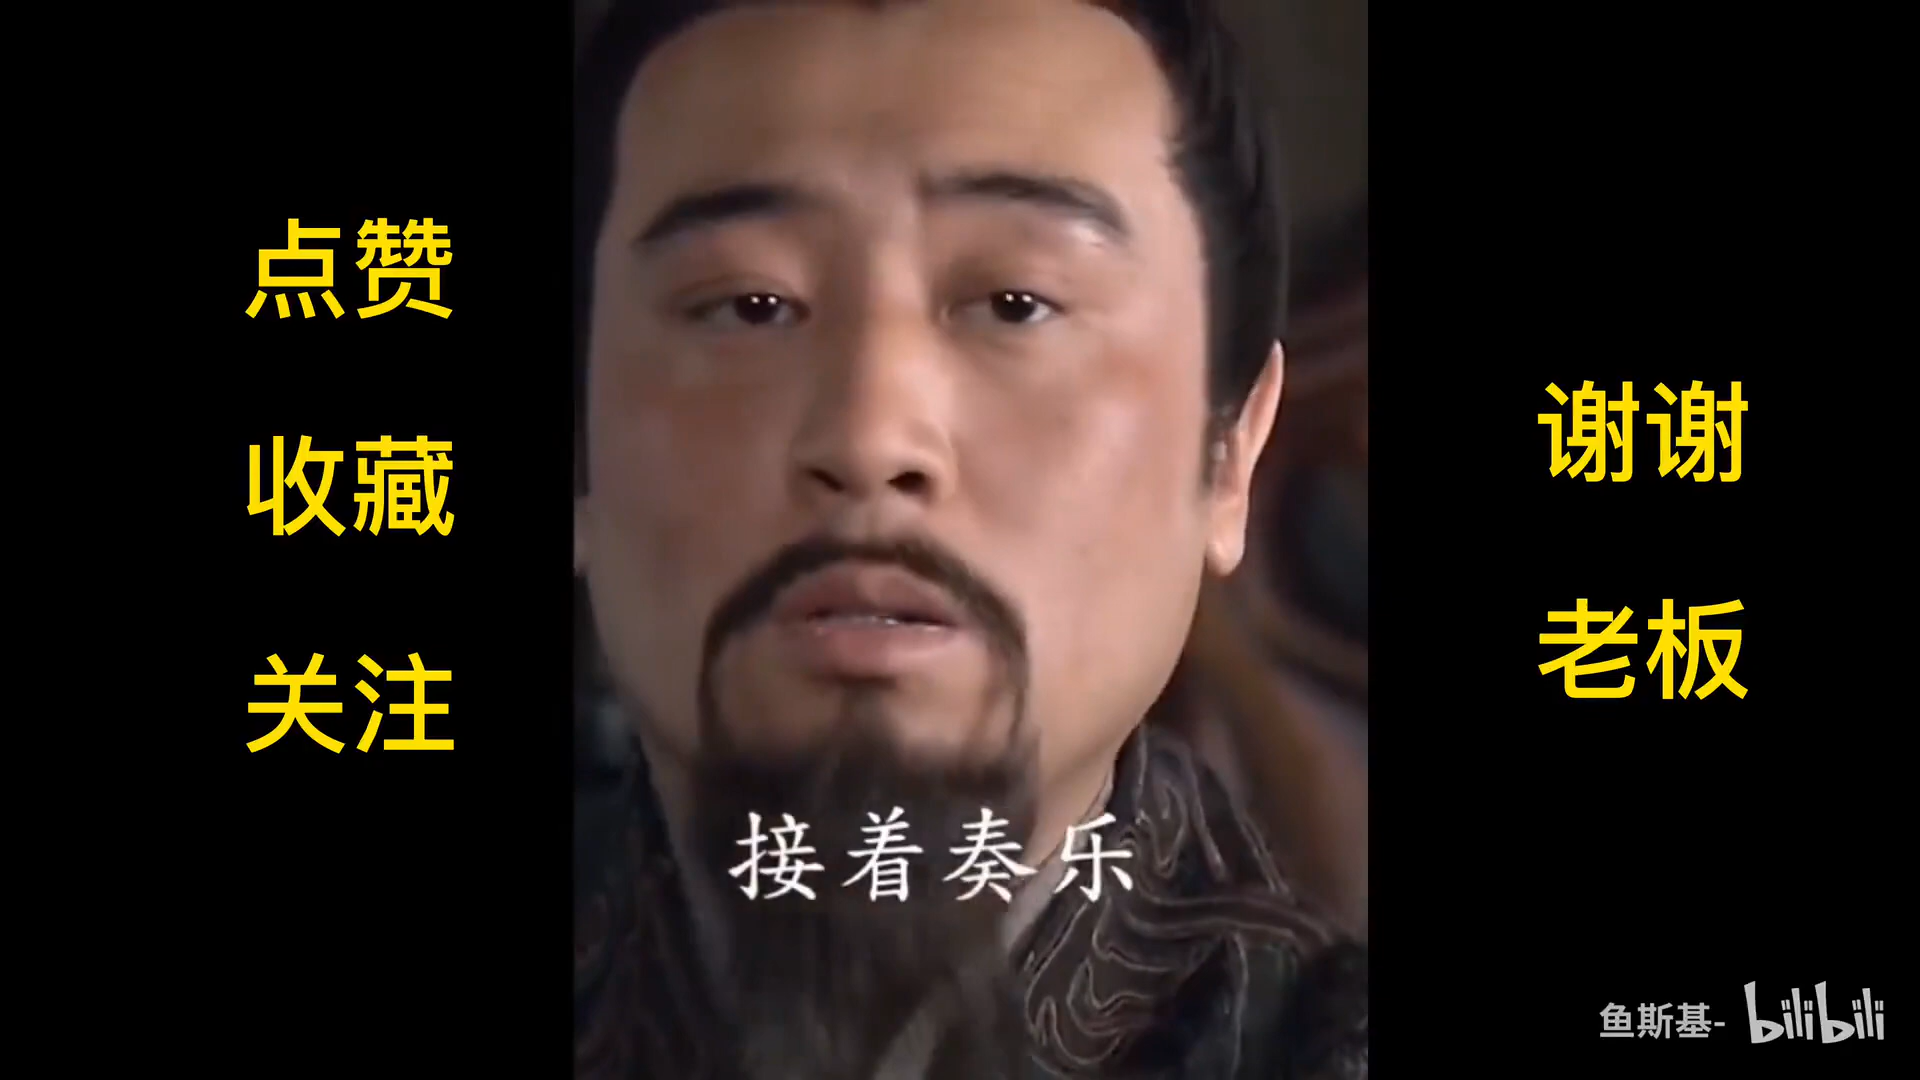 点赞
收藏
关注
谢谢
老板
接着奏乐
鱼斯基- bilibili